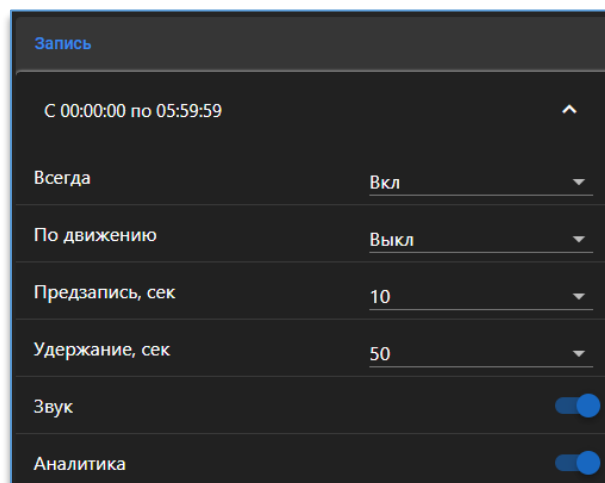 Запись
С 00:00:00 по 05:59:59
Всегда Вкл
По движению Выкл
Предзапись, сек 10
Удержание, сек 50
Звук
Аналитика